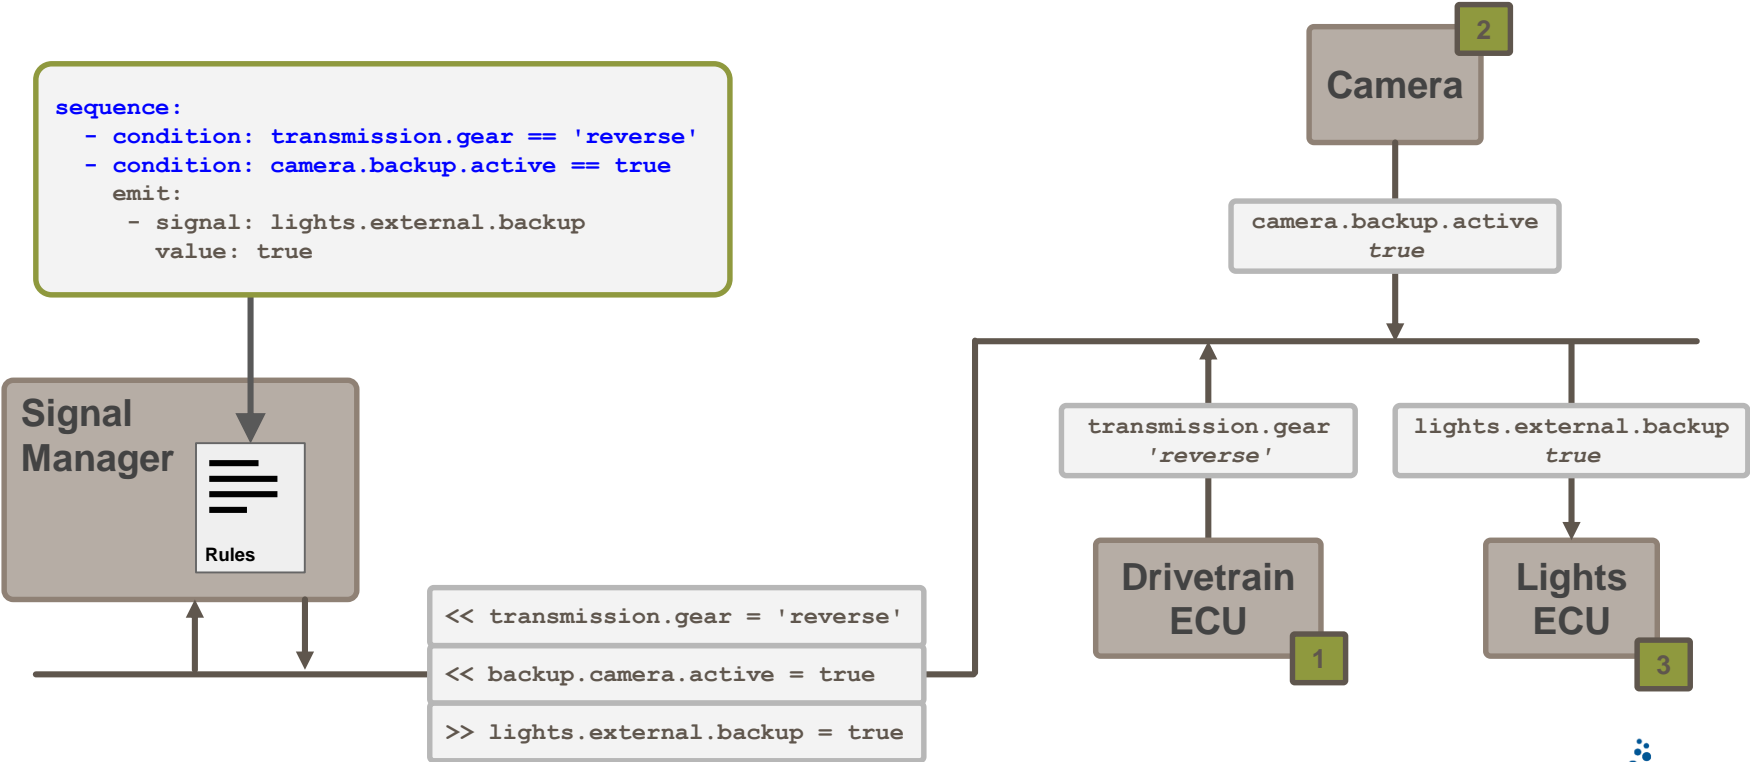 sequence:
  - condition: transmission.gear == 'reverse'
  - condition: camera.backup.active == true
    emit:
     - signal: lights.external.backup
       value: true
Signal
Manager
Rules
<< transmission.gear = 'reverse'
<< backup.camera.active = true
>> lights.external.backup = true
2
Camera
camera.backup.active
true
transmission.gear
'reverse'
lights.external.backup
true
Drivetrain
ECU
1
Lights
ECU
3